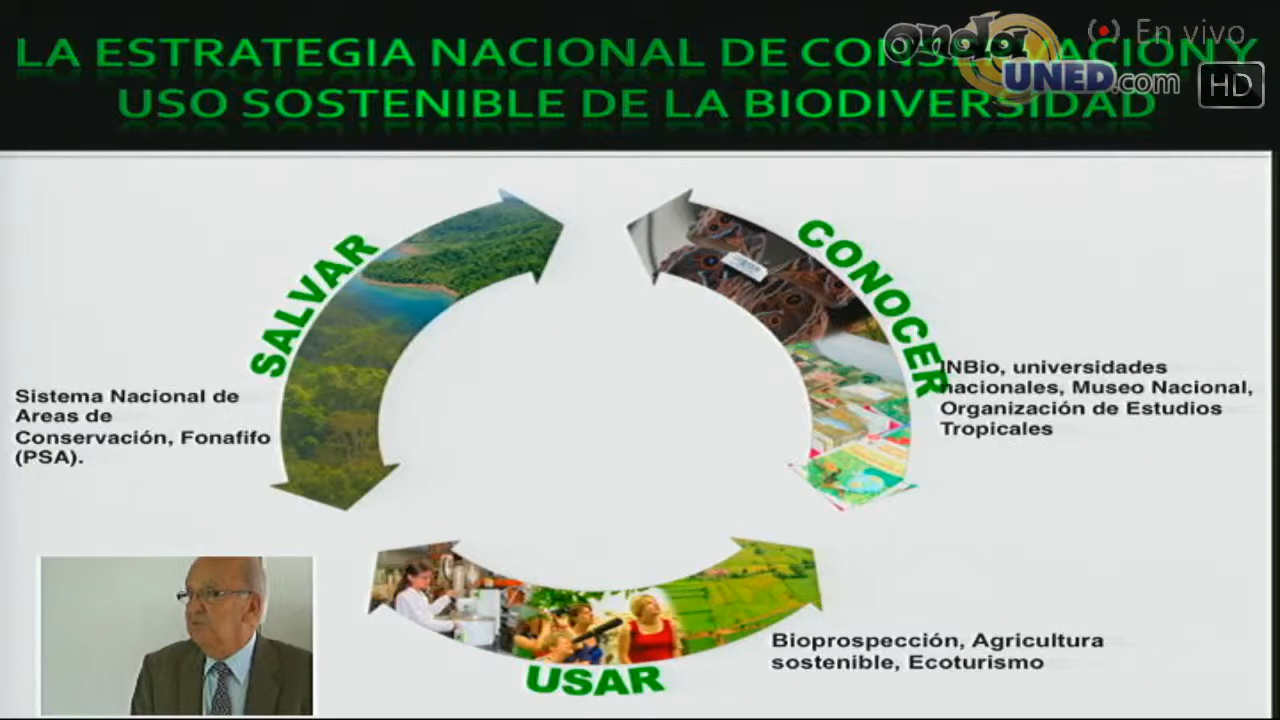 LA ESTRATEGIA NACIONAL DE CONSERVACION Y
USO SOSTENIBLE DE LA BIODIVERSIDAD
onda
UNED.com
En vivo
HD
SALVAR
CONOCER
INBio, universidades
nacionales, Museo Nacional,
Organización de Estudios
Tropicales
Sistema Nacional de
Areas de
Conservación, Fonafifo
(PSA).
Bioprospección, Agricultura
sostenible, Ecoturismo
USAR